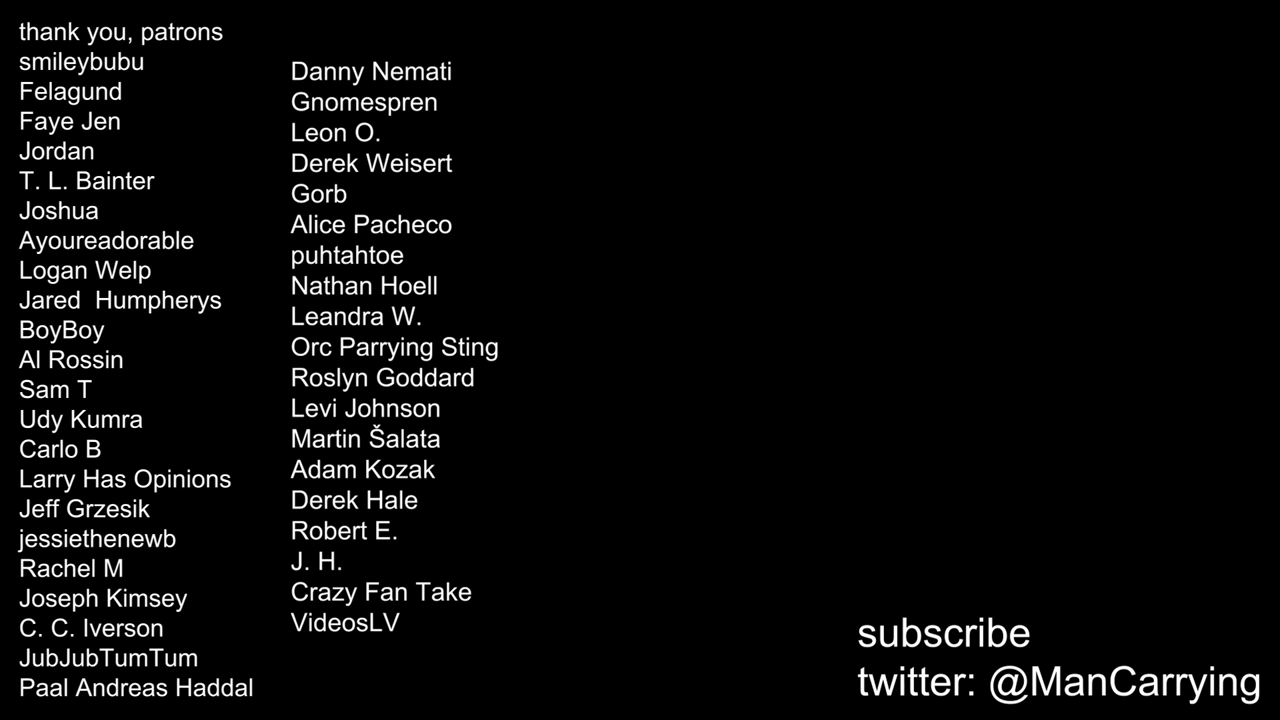 thank you, patrons
smileybubu
Felagund
Faye Jen
Jordan
T. L. Bainter
Joshua
Ayoureadorable
Logan Welp
Jared  Humpherys
BoyBoy
Al Rossin
Sam T
Udy Kumra
Carlo B
Larry Has Opinions
Jeff Grzesik
jessiethenewb
Rachel M
Joseph Kimsey
C. C. Iverson
JubJubTumTum
Paal Andreas Haddal
Danny Nemati
Gnomespren
Leon O.
Derek Weisert
Gorb
Alice Pacheco
puhtahtoe
Nathan Hoell
Leandra W.
Orc Parrying Sting
Roslyn Goddard
Levi Johnson
Martin Šalata
Adam Kozak
Derek Hale
Robert E.
J. H.
Crazy Fan Take
VideosLV
subscribe
twitter: @ManCarrying